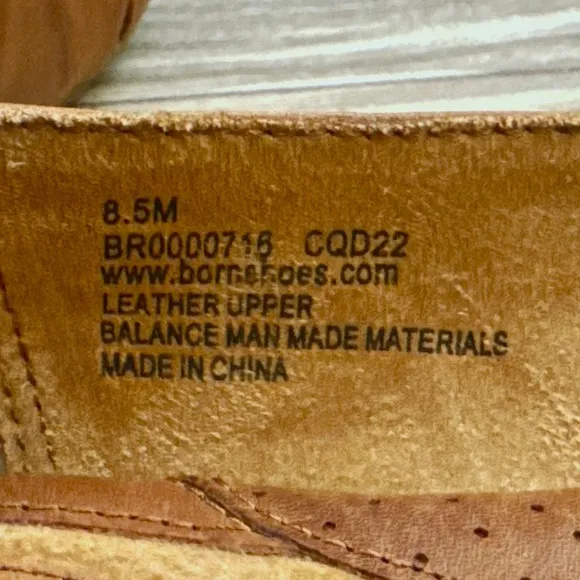 8.5M
BR0000716 CQD22
www.bornshoes.com
LEATHER UPPER
BALANCE MAN MADE MATERIALS
MADE IN CHINA